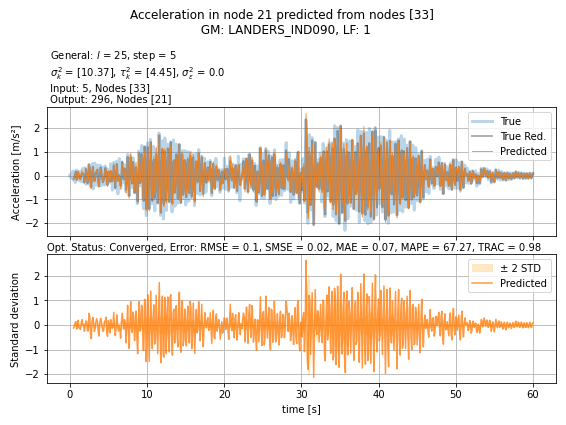 Acceleration in node 21 predicted from nodes [33]
GM: LANDERS_IND090, LF: 1
General: l = 25, step = 5
σ²ₖ = [10.37], τ²ₖ = [4.45], σ²ε = 0.0
Input: 5, Nodes [33]
Output: 296, Nodes [21]
Acceleration [m/s²]
2
1
0
−1
−2
True
True Red.
Predicted
Opt. Status: Converged, Error: RMSE = 0.1, SMSE = 0.02, MAE = 0.07, MAPE = 67.27, TRAC = 0.98
Standard deviation
2
1
0
−1
−2
± 2 STD
Predicted
0 10 20 30 40 50 60
time [s]